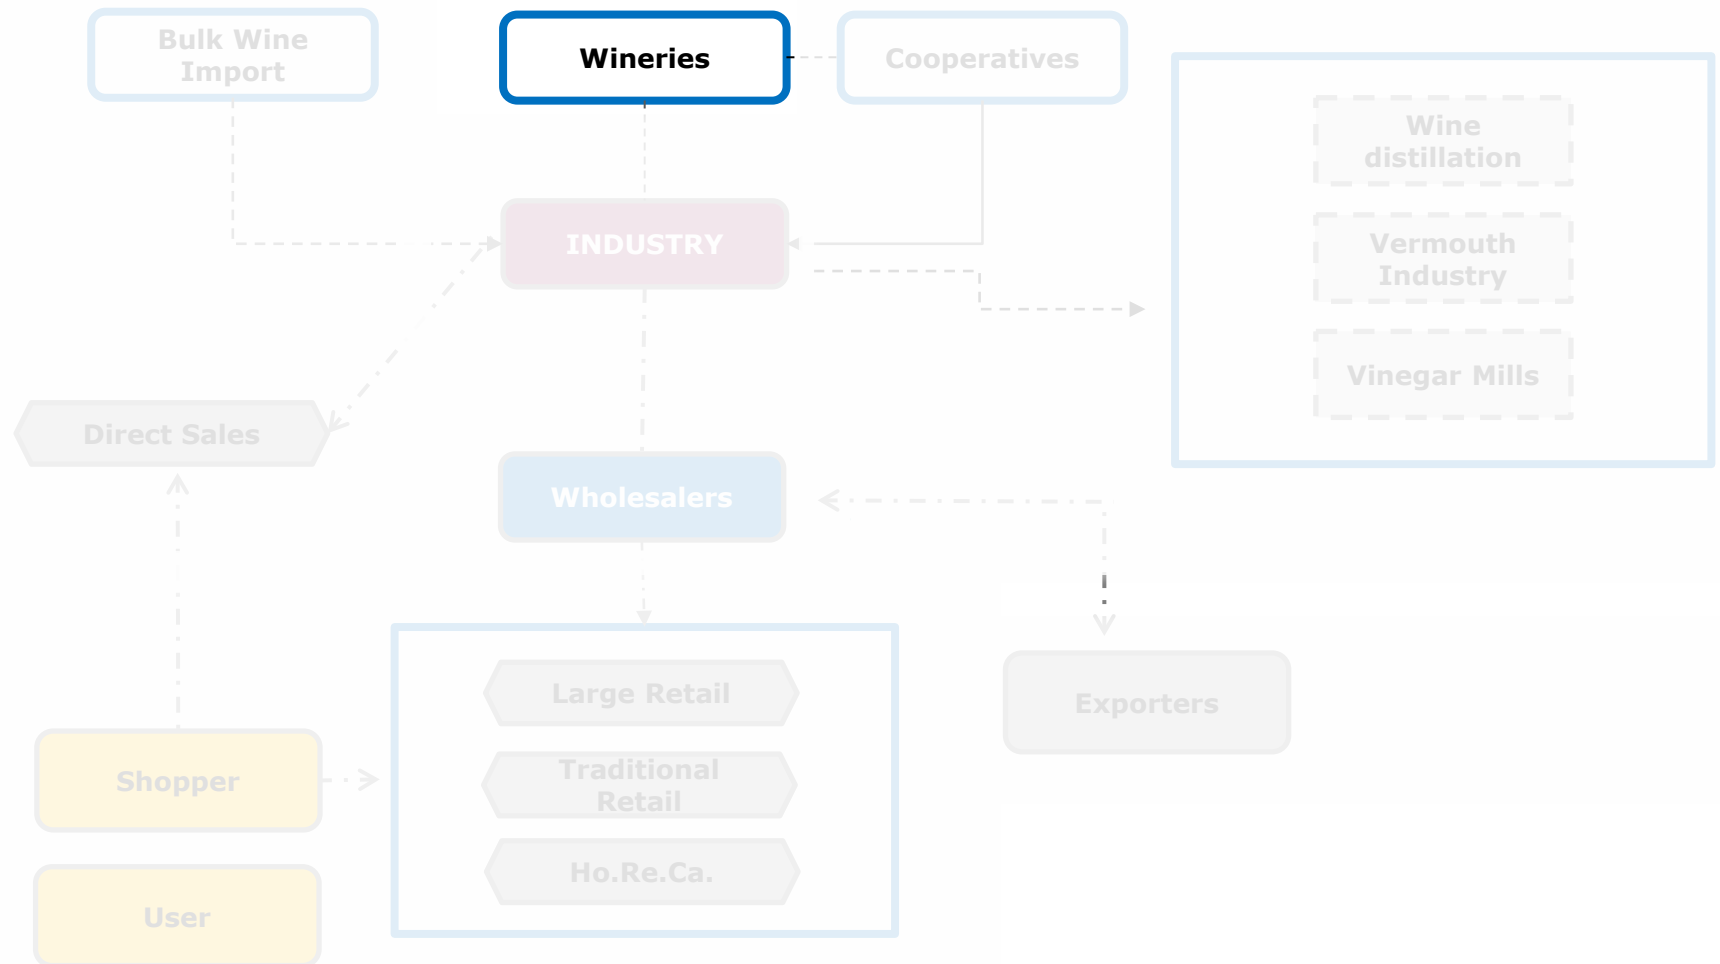 Bulk Wine
Import
Wineries
Cooperatives
Wine
distillation
Vermouth
Industry
Vinegar Mills
INDUSTRY
Direct Sales
Wholesalers
Large Retail
Traditional
Retail
Ho.Re.Ca.
Exporters
Shopper
User